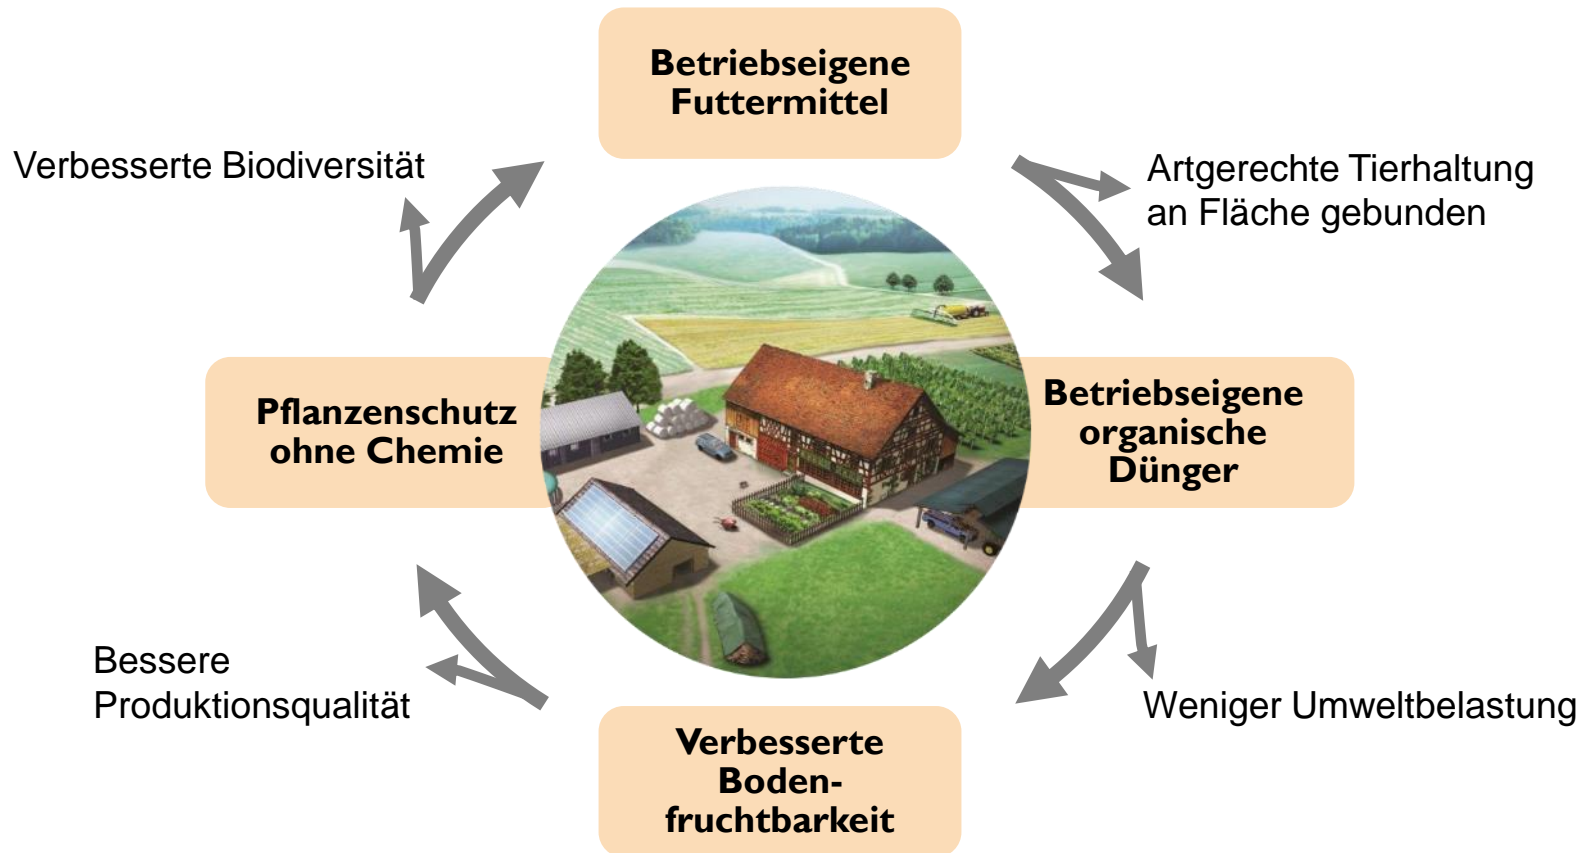 Betriebseigene
Futtermittel
Verbesserte Biodiversität
Artgerechte Tierhaltung
an Fläche gebunden
Pflanzenschutz
ohne Chemie
Betriebseigene
organische
Dünger
Bessere
Produktionsqualität
Weniger Umweltbelastung
Verbesserte
Boden-
fruchtbarkeit